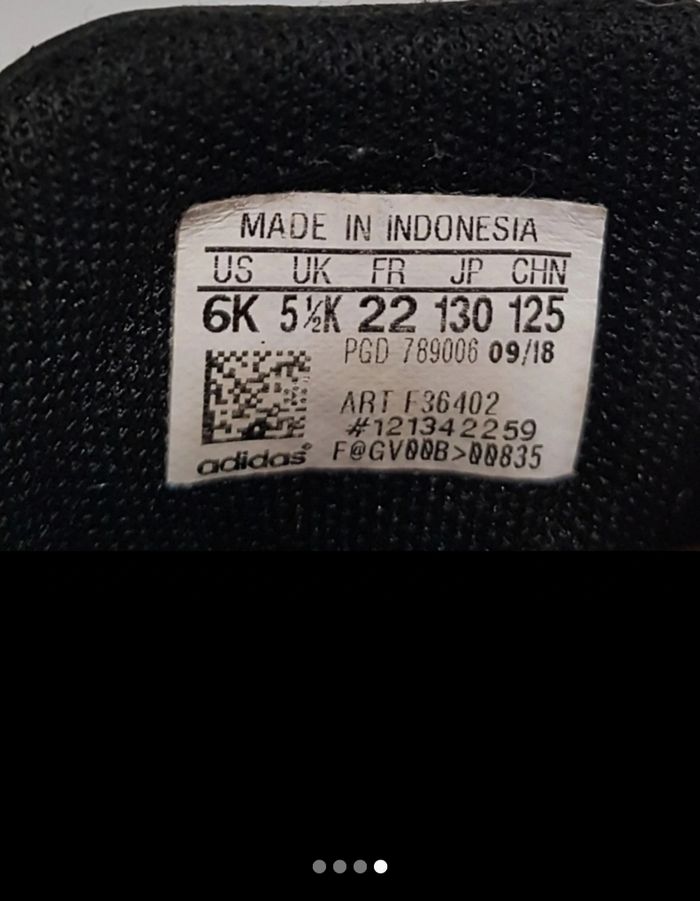 MADE IN INDONESIA
US UK FR JP CHN
6K 5½K 22 130 125
PGD 789006 09/18
ART F36402
#121342259
F@GV00B>00835
adidas®